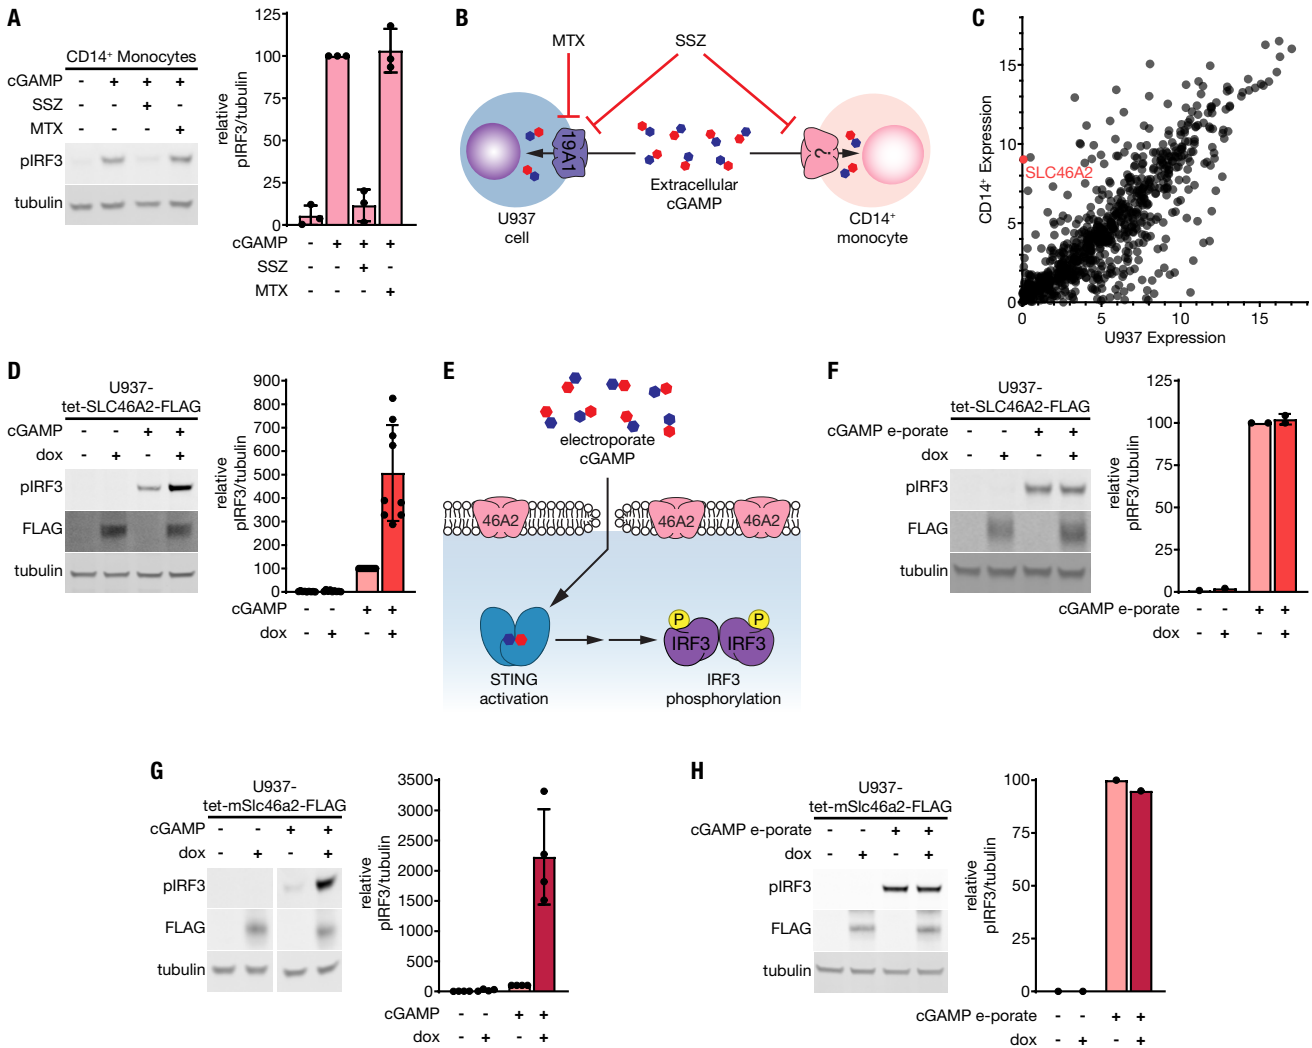 A
CD14⁺ Monocytes
cGAMP - + + +
SSZ - - + -
MTX - - - +
pIRF3
tubulin
relative
pIRF3/tubulin
125
100
75
50
25
0
cGAMP - + + +
SSZ - - + -
MTX - - - +
B
MTX
SSZ
19A1
?
Extracellular
cGAMP
U937
cell
CD14⁺
monocyte
C
CD14⁺ Expression
15
10
5
0
SLC46A2
0 5 10 15
U937 Expression
D
U937-
tet-SLC46A2-FLAG
cGAMP - - + +
dox - + - +
pIRF3
FLAG
tubulin
relative
pIRF3/tubulin
900
800
700
600
500
400
300
200
100
0
cGAMP - - + +
dox - + - +
E
electroporate
cGAMP
46A2 46A2 46A2
P P
IRF3 IRF3
STING
activation
IRF3
phosphorylation
F
U937-
tet-SLC46A2-FLAG
cGAMP e-porate - - + +
dox - + - +
pIRF3
FLAG
tubulin
relative
pIRF3/tubulin
125
100
75
50
25
0
cGAMP e-porate - - + +
dox - + - +
G
U937-
tet-mSlc46a2-FLAG
cGAMP - - + +
dox - + - +
pIRF3
FLAG
tubulin
relative
pIRF3/tubulin
3500
3000
2500
2000
1500
1000
500
0
cGAMP - - + +
dox - + - +
H
U937-
tet-mSlc46a2-FLAG
cGAMP e-porate - - + +
dox - + - +
pIRF3
FLAG
tubulin
relative
pIRF3/tubulin
100
75
50
25
0
cGAMP e-porate - - + +
dox - + - +